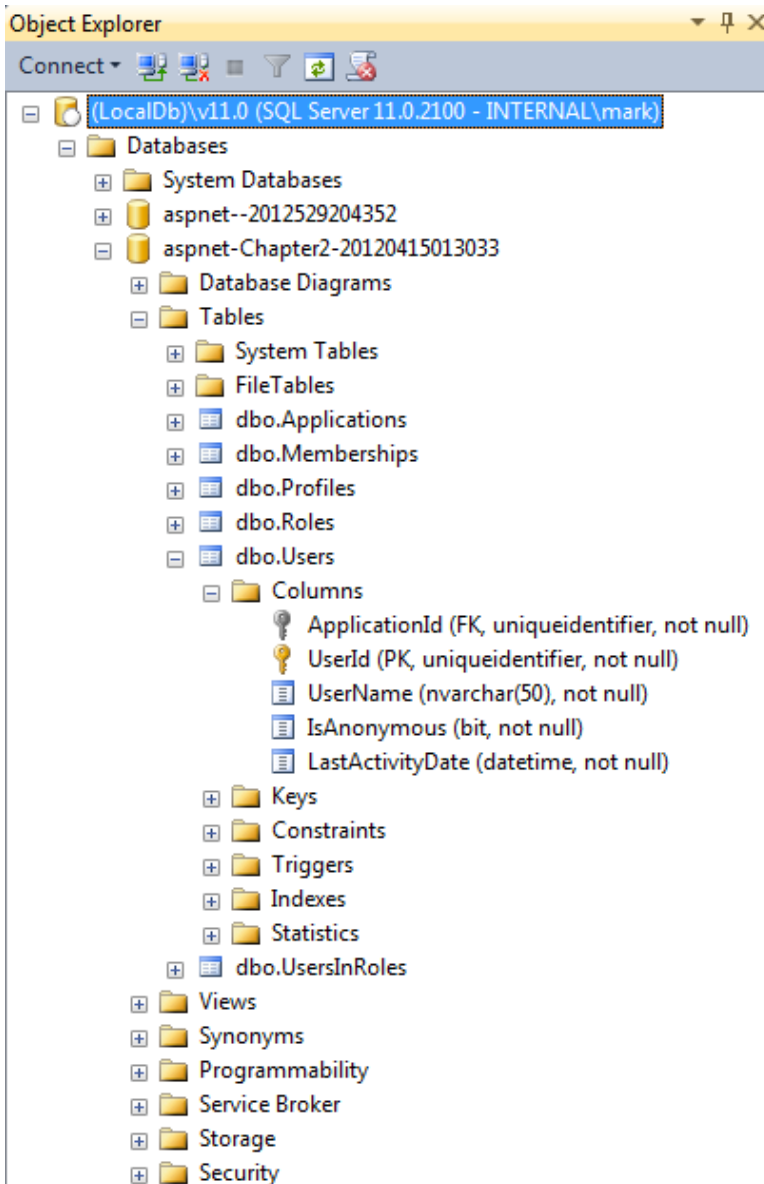 Object Explorer
Connect
(LocalDb)\v11.0 (SQL Server 11.0.2100 - INTERNAL\mark)
Databases
System Databases
aspnet--2012529204352
aspnet-Chapter2-20120415013033
Database Diagrams
Tables
System Tables
FileTables
dbo.Applications
dbo.Memberships
dbo.Profiles
dbo.Roles
dbo.Users
Columns
ApplicationId (FK, uniqueidentifier, not null)
UserId (PK, uniqueidentifier, not null)
UserName (nvarchar(50), not null)
IsAnonymous (bit, not null)
LastActivityDate (datetime, not null)
Keys
Constraints
Triggers
Indexes
Statistics
dbo.UsersInRoles
Views
Synonyms
Programmability
Service Broker
Storage
Security